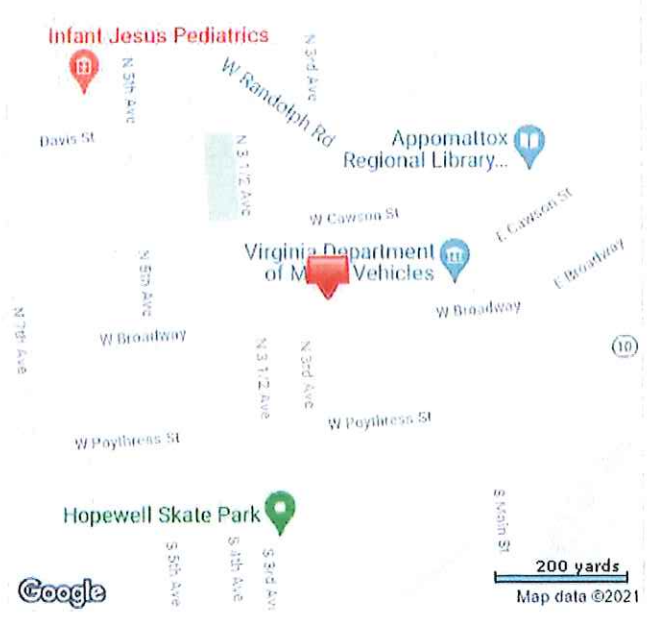 Infant Jesus Pediatrics
N 5th Ave
W Randolph Rd
N 3rd Ave
Davis St
N 3 1/2 Ave
Appomattox
Regional Library...
W Cawson St
E Cawson St
Virginia Department
of M Vehicles
N 5th Ave
E Broadway
W Broadway
N 7th Ave
W Broadway
N 3 1/2 Ave
N 3rd Ave
10
W Poythress St
W Poythress St
Hopewell Skate Park
S Main St
S 5th Ave
S 4th Ave
S 3rd Av
200 yards
Google
Map data ©2021